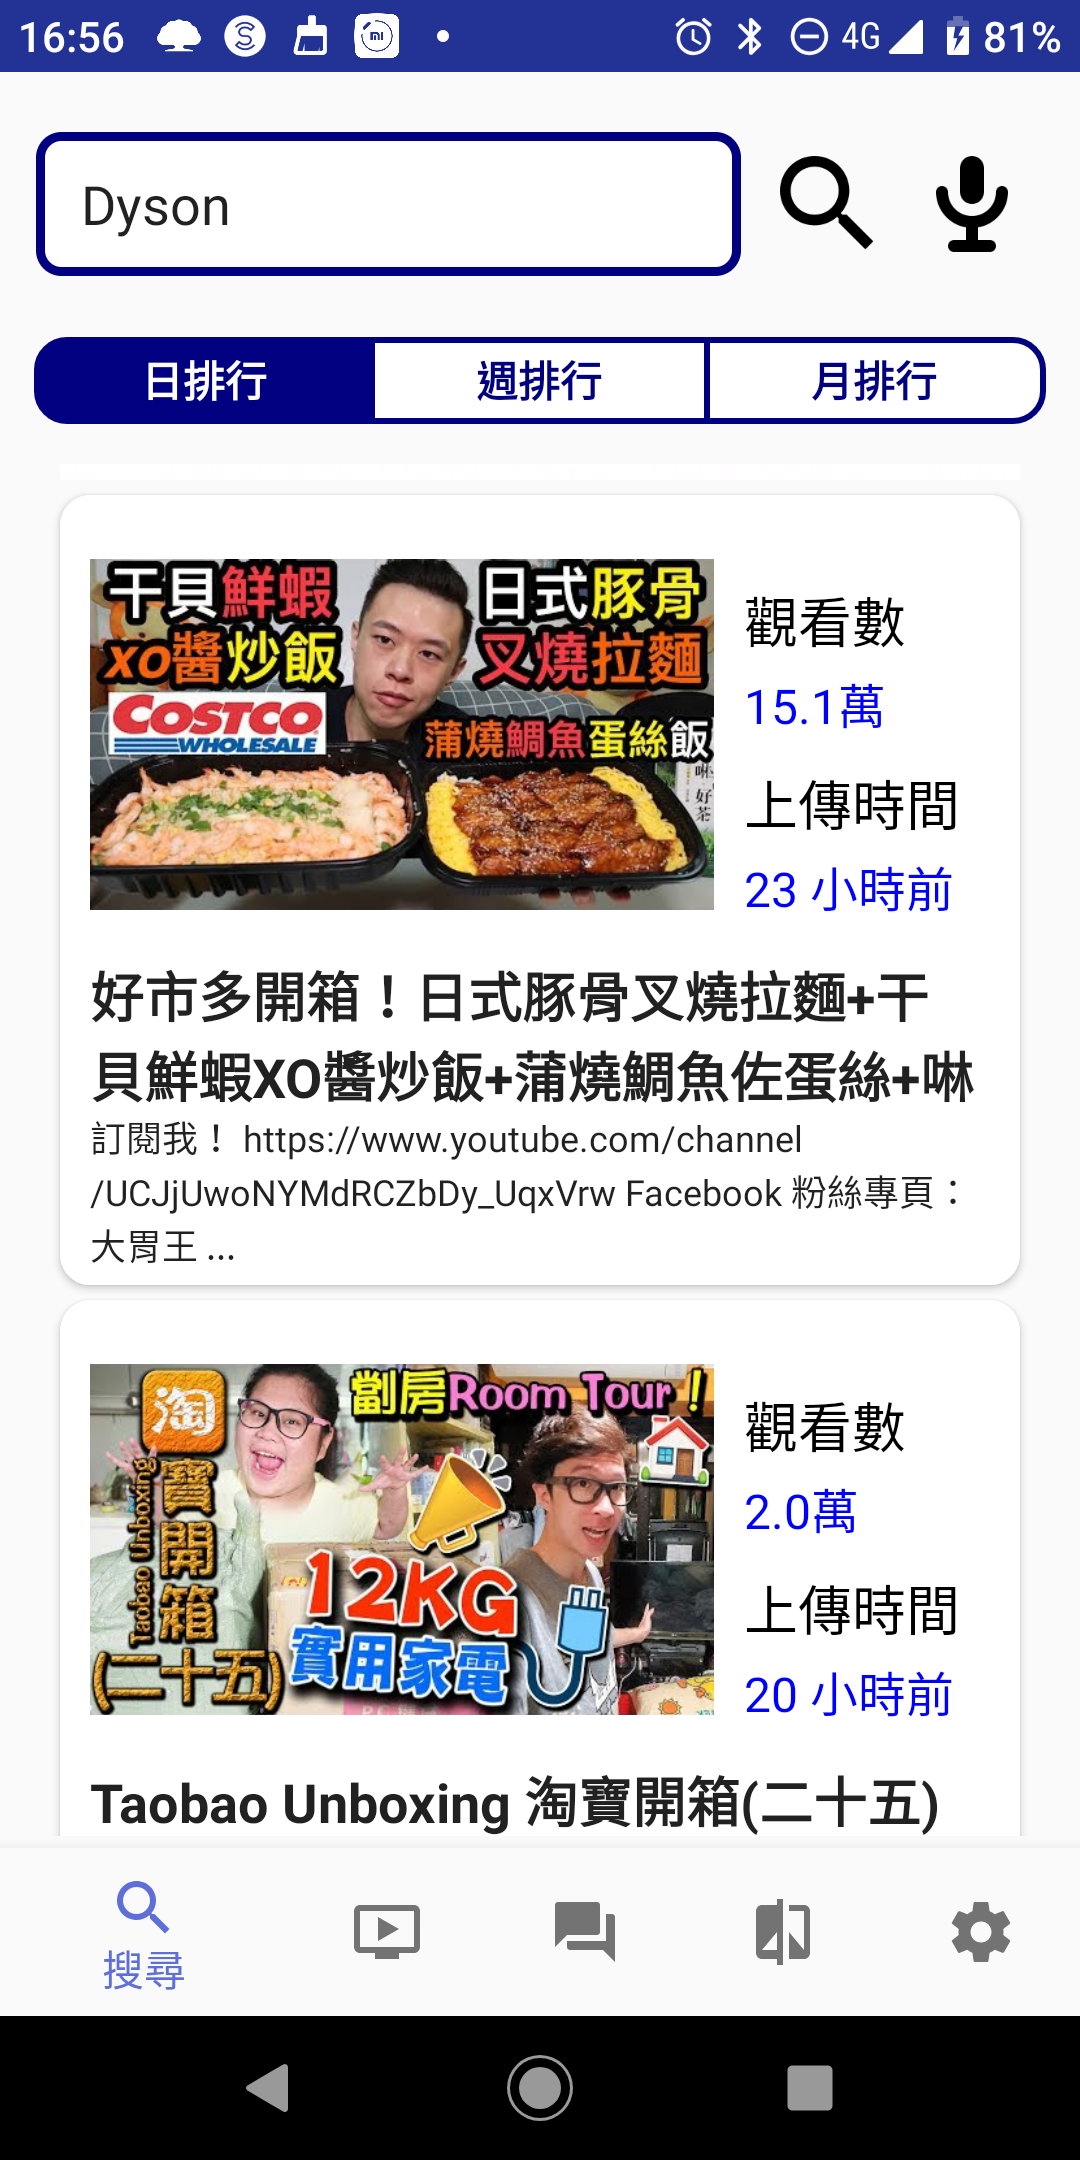 16:56
4G
81%
Dyson
日排行
週排行
月排行
干貝鮮蝦
XO醬炒飯
日式豚骨
叉燒拉麵
COSTCO
WHOLESALE
蒲燒鯛魚蛋絲飯
好茶
觀看數
15.1萬
上傳時間
23 小時前
好市多開箱！日式豚骨叉燒拉麵+干
貝鮮蝦XO醬炒飯+蒲燒鯛魚佐蛋絲+啉
訂閱我！ https://www.youtube.com/channel
/UCJjUwoNYMdRCZbDy_UqxVrw Facebook 粉絲專頁：
大胃王 ...
淘
寶開箱
(二十五)
Taobao Unboxing
劏房Room Tour！
12KG
實用家電
觀看數
2.0萬
上傳時間
20 小時前
Taobao Unboxing 淘寶開箱(二十五)
搜尋